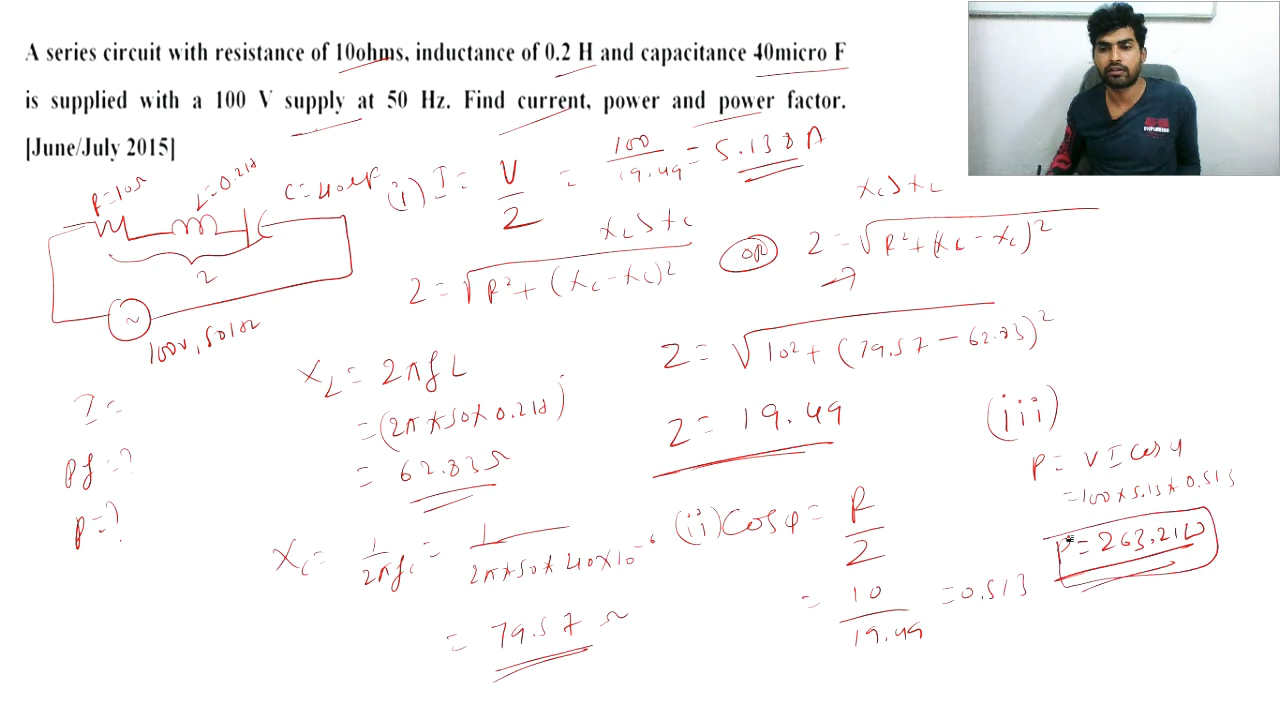 A series circuit with resistance of 10ohms, inductance of 0.2 H and capacitance 40micro F
is supplied with a 100 V supply at 50 Hz. Find current, power and power factor.
[June/July 2015]
R=10Ω L=0.2H C=40μF
Z
100V, 50Hz
I=
Pf=?
P=?
(i) I = V/Z = 100/19.49 = 5.130 A
XL>XC
Z = √R²+(XL-XC)²
OR
XC>XL
Z = √R²+(XC-XL)²
XL = 2πfL
=(2π*50*0.2H)
= 62.83Ω
XC = 1/2πfC = 1/2π*50*40×10-6
= 79.57 Ω
Z = √10²+(79.57-62.83)²
Z = 19.49
(ii) Cosφ = R/Z
= 10/19.49 =0.513
(iii)
P = VICosφ
=100*5.13*0.513
P=263.21W